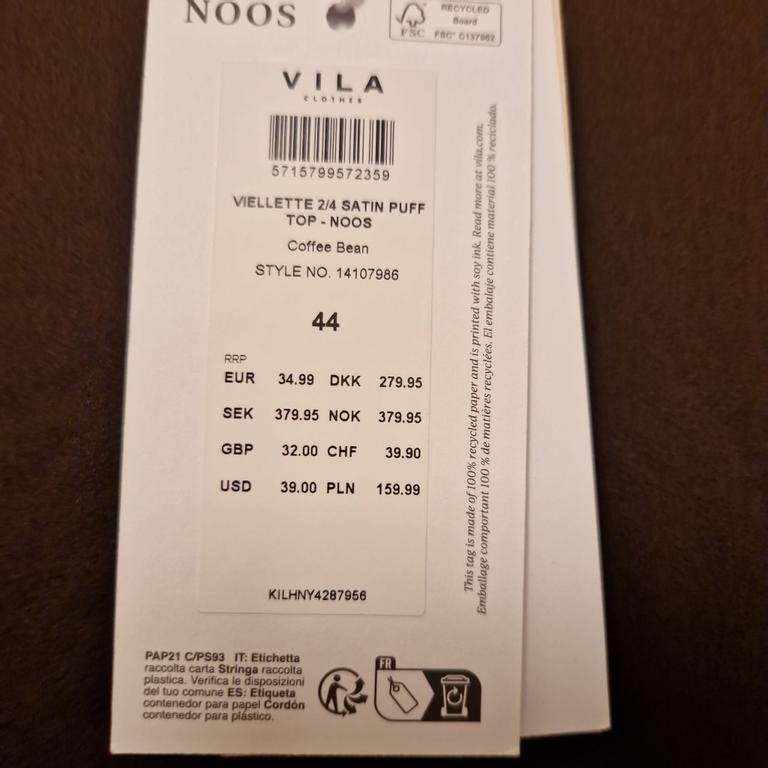 NOOS
RECYCLED
Board
FSC
FSC® C137962
VILA
CLOTHES
5715799572359
VIELLETTE 2/4 SATIN PUFF
TOP - NOOS
Coffee Bean
STYLE NO. 14107986
44
RRP
EUR 34.99 DKK 279.95
SEK 379.95 NOK 379.95
GBP 32.00 CHF 39.90
USD 39.00 PLN 159.99
KILHNY4287956
This tag is made of 100% recycled paper and is printed with soy ink. Read more at vila.com.
Emballage comportant 100 % de matières recyclées. El embalaje contiene material 100 % reciclado.
PAP21 C/PS93 IT: Etichetta
raccolta carta Stringa raccolta
plastica. Verifica le disposizioni
del tuo comune ES: Etiqueta
contenedor para papel Cordón
contenedor para plástico.
FR